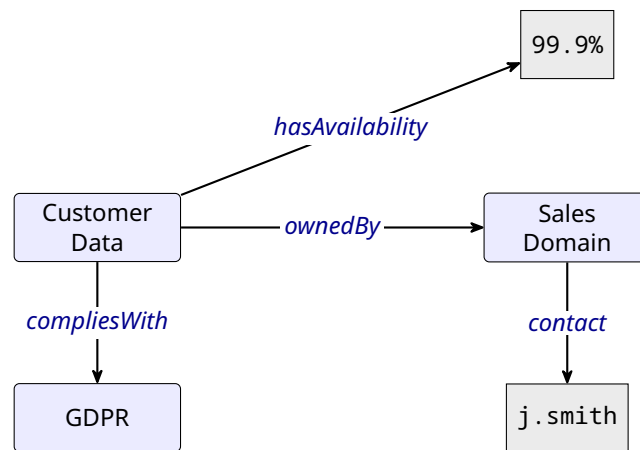 99.9%
hasAvailability
Customer
Data
ownedBy
Sales
Domain
compliesWith
contact
GDPR
j.smith